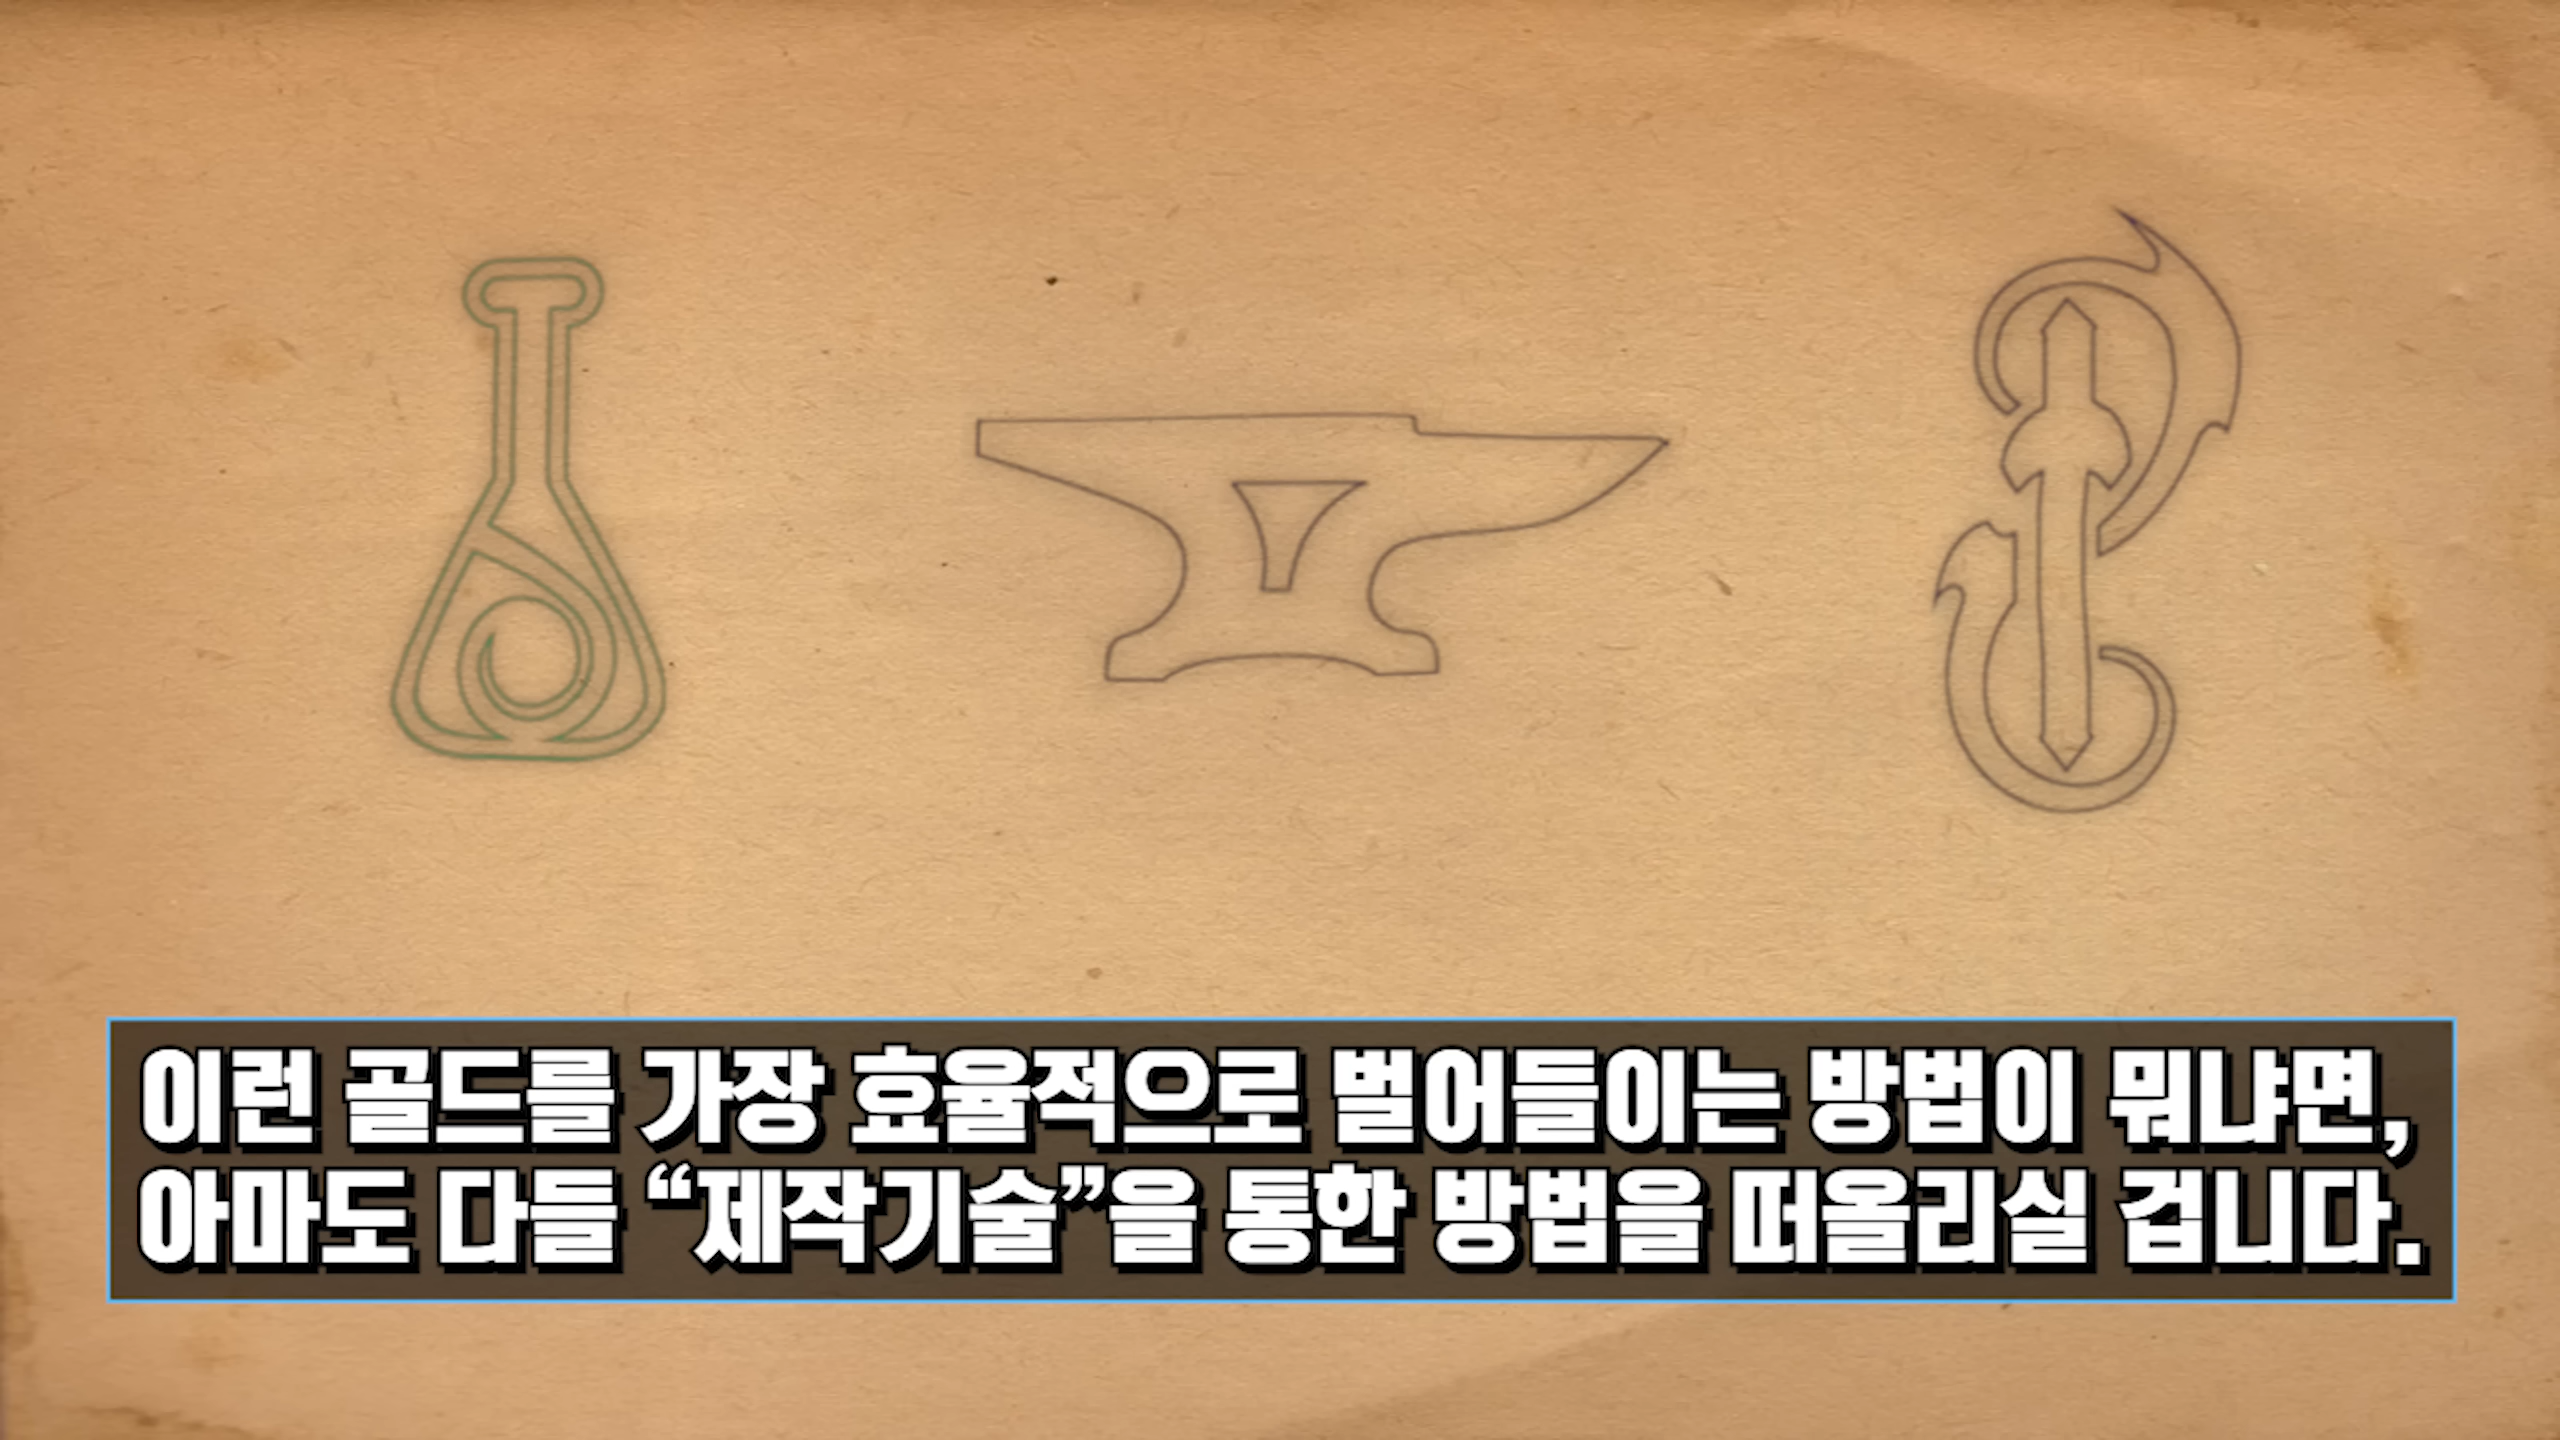 이런 골드를 가장 효율적으로 벌어들이는 방법이 뭐냐면,
아마도 다들 “제작기술”을 통한 방법을 떠올리실 겁니다.